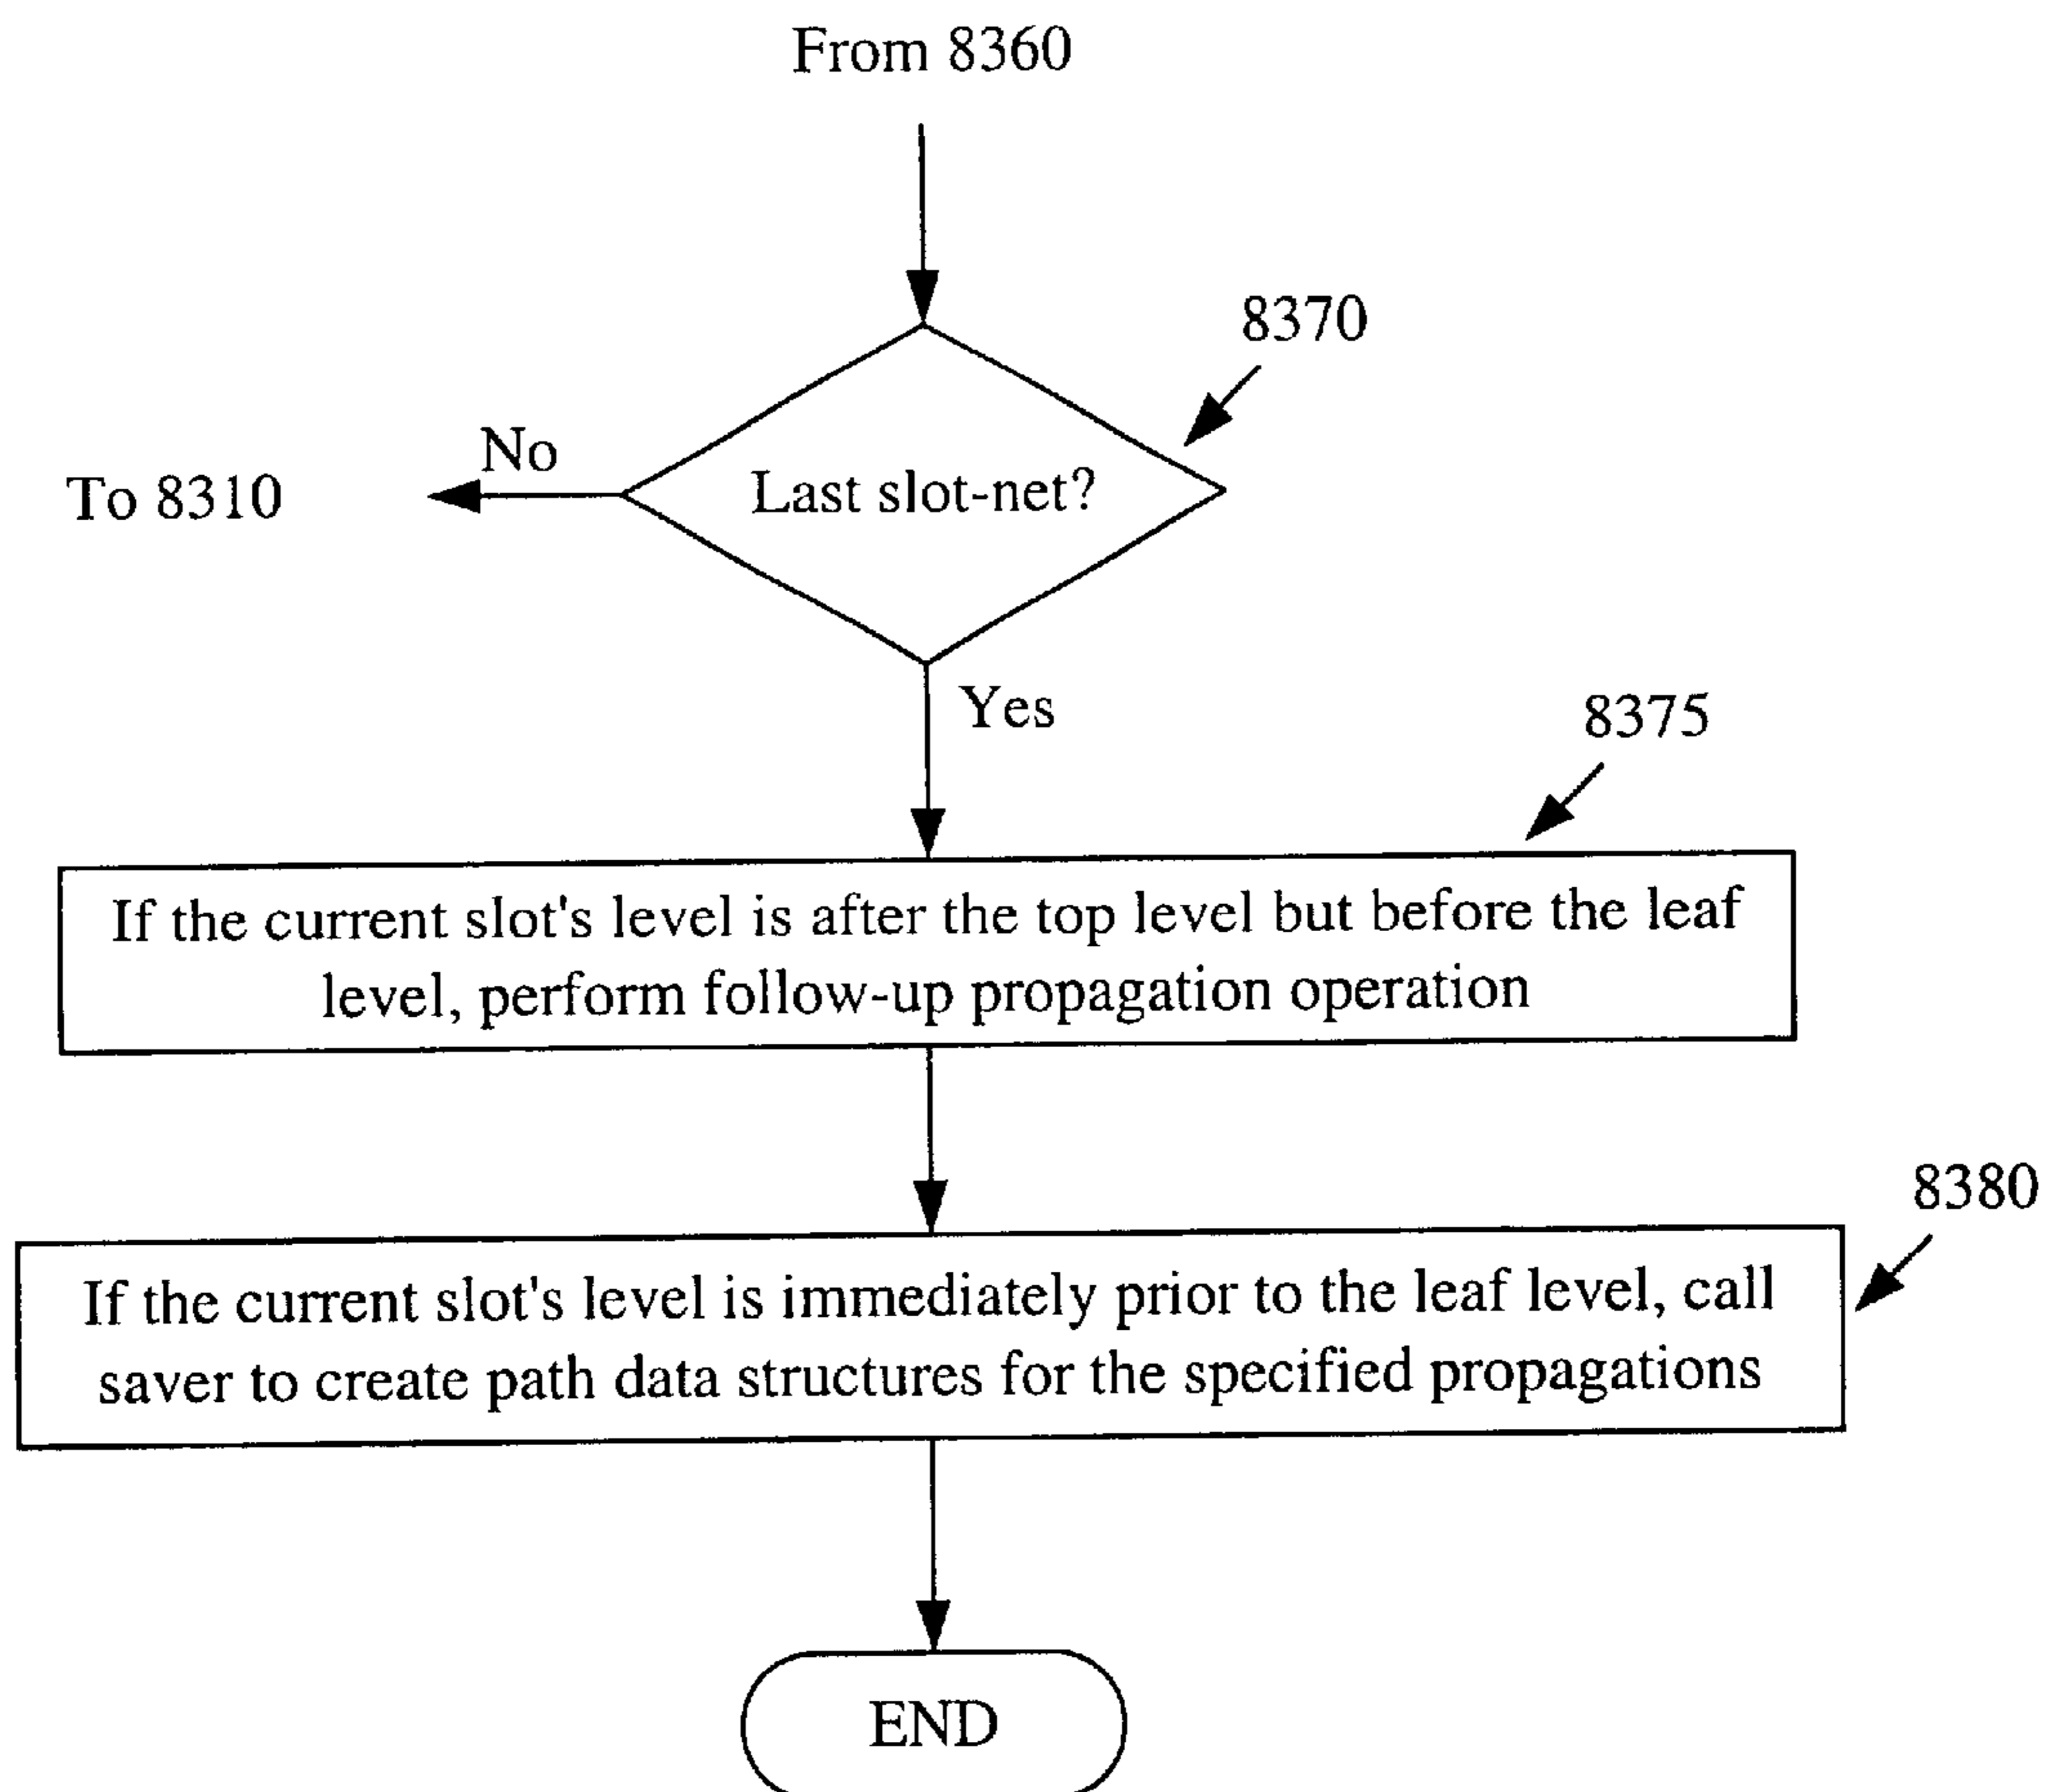 From 8360
8370
No
To 8310
Last slot-net?
Yes
8375
If the current slot's level is after the top level but before the leaf
level, perform follow-up propagation operation
8380
If the current slot's level is immediately prior to the leaf level, call
saver to create path data structures for the specified propagations
END